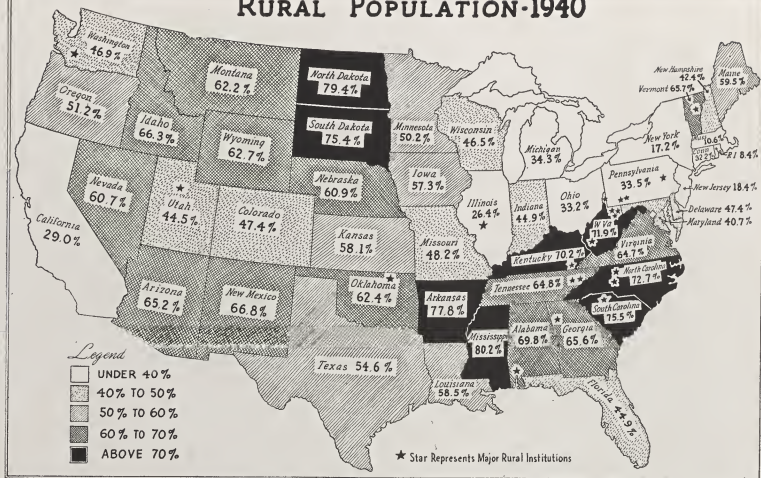 RURAL POPULATION-1940
Washington
46.9%
Oregon
51.2%
California
29.0%
Nevada
60.7%
Idaho
66.3%
Montana
62.2%
Wyoming
62.7%
Utah
44.5%
Colorado
47.4%
Arizona
65.2%
New Mexico
66.8%
North Dakota
79.4%
South Dakota
75.4%
Nebraska
60.9%
Kansas
58.1%
Oklahoma
62.4%
Texas 54.6%
Minnesota
50.2%
Iowa
57.3%
Missouri
48.2%
Arkansas
77.8%
Louisiana
58.5%
Wisconsin
46.5%
Illinois
26.4%
Michigan
34.3%
Indiana
44.9%
Ohio
33.2%
Kentucky 70.2%
Tennessee 64.8%
Mississippi
80.2%
Alabama
69.8%
Georgia
65.6%
Florida
44.9%
South Carolina
75.5%
North Carolina
72.7%
Virginia
64.7%
W Va
71.9%
Pennsylvania
33.5%
New York
17.2%
New Hampshire
42.4%
Vermont 65.7%
Maine
59.5%
Mass
10.6%
Conn
32.2%
RI 8.4%
New Jersey 18.4%
Delaware 47.4%
Maryland 40.7%
Legend
UNDER 40%
40% TO 50%
50% TO 60%
60% TO 70%
ABOVE 70%
★ Star Represents Major Rural Institutions